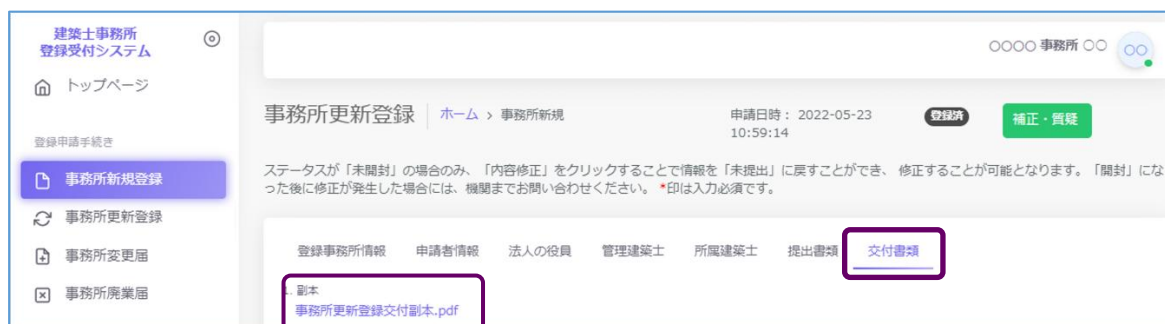 建築士事務所
登録受付システム
トップページ
登録申請手続き
事務所新規登録
事務所更新登録
事務所変更届
事務所廃業届
〇〇〇〇 事務所 〇〇
〇〇
事務所更新登録 ホーム > 事務所新規
申請日時： 2022-05-23
10:59:14
登録済
補正・質疑
ステータスが「未開封」の場合のみ、「内容修正」をクリックすることで情報を「未提出」に戻すことができ、 修正することが可能となります。「開封」にな
った後に修正が発生した場合には、機関までお問い合わせください。 *印は入力必須です。
登録事務所情報 申請者情報 法人の役員 管理建築士 所属建築士 提出書類 交付書類
. 副本
事務所更新登録交付副本.pdf